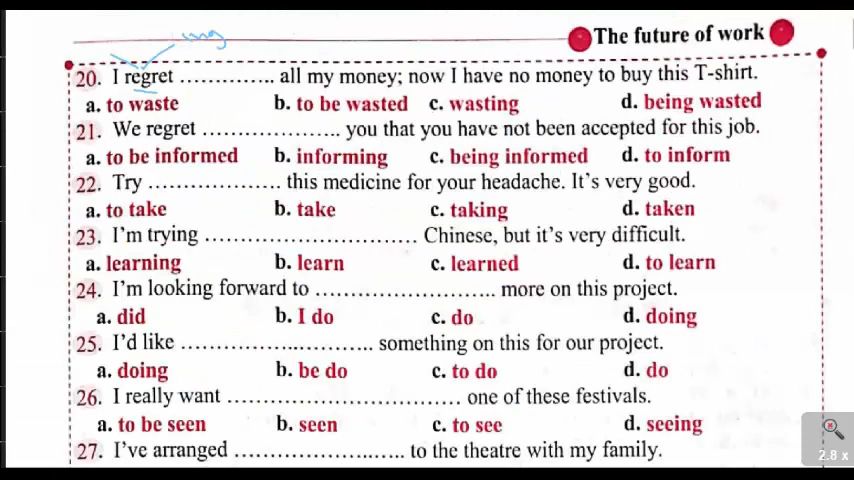 ing
The future of work
20. I regret ………….. all my money; now I have no money to buy this T-shirt.
a. to waste b. to be wasted c. wasting d. being wasted
21. We regret ……………….. you that you have not been accepted for this job.
a. to be informed b. informing c. being informed d. to inform
22. Try ……………… this medicine for your headache. It's very good.
a. to take b. take c. taking d. taken
23. I'm trying ………………………. Chinese, but it's very difficult.
a. learning b. learn c. learned d. to learn
24. I'm looking forward to …………………… more on this project.
a. did b. I do c. do d. doing
25. I'd like ……………..……….. something on this for our project.
a. doing b. be do c. to do d. do
26. I really want ………………………… one of these festivals.
a. to be seen b. seen c. to see d. seeing
27. I've arranged ………………..….. to the theatre with my family.
2.8 x